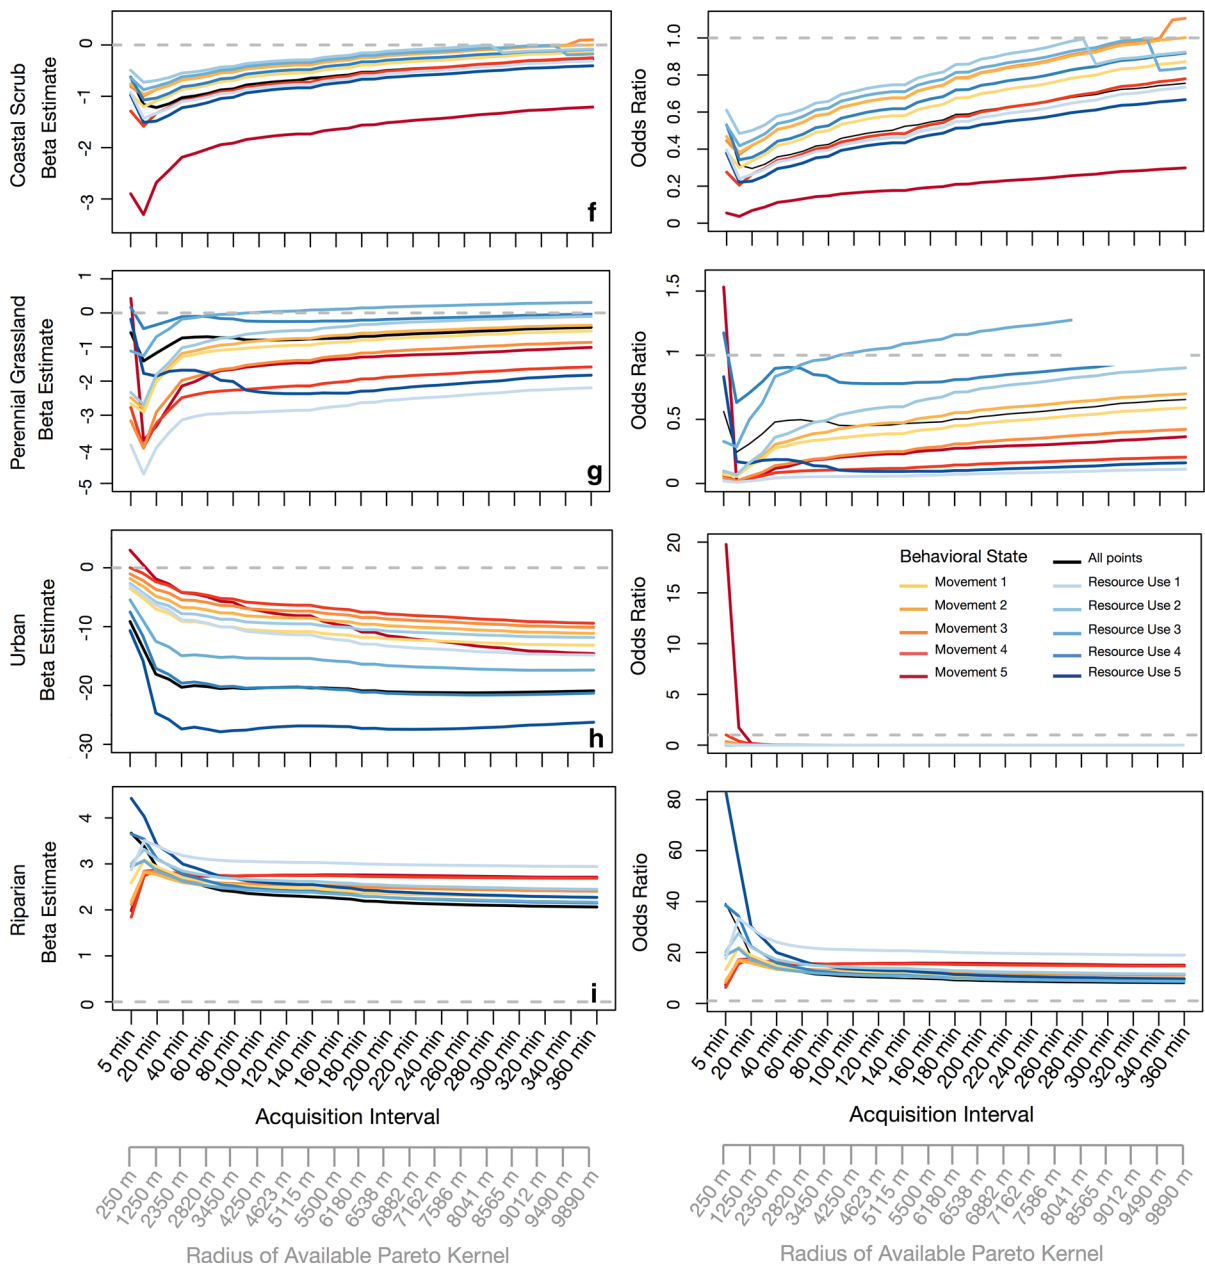 Coastal Scrub
Beta Estimate
0
-1
-2
-3
f
Odds Ratio
1.0
0.8
0.6
0.4
0.2
0
Perennial Grassland
Beta Estimate
1
0
-1
-2
-3
-4
-5
g
Odds Ratio
1.5
1
0.5
0
Urban
Beta Estimate
0
-10
-20
-30
h
Odds Ratio
20
15
10
5
0
Behavioral State
Movement 1
Movement 2
Movement 3
Movement 4
Movement 5
All points
Resource Use 1
Resource Use 2
Resource Use 3
Resource Use 4
Resource Use 5
Riparian
Beta Estimate
4
3
2
1
0
i
Odds Ratio
80
60
40
20
0
5 min
20 min
40 min
60 min
80 min
100 min
120 min
140 min
160 min
180 min
200 min
220 min
240 min
260 min
280 min
300 min
320 min
340 min
360 min
Acquisition Interval
250 m
1250 m
2350 m
2820 m
3450 m
4250 m
4623 m
5115 m
5500 m
6180 m
6538 m
6882 m
7162 m
7586 m
8041 m
8565 m
9012 m
9490 m
9890 m
Radius of Available Pareto Kernel
5 min
20 min
40 min
60 min
80 min
100 min
120 min
140 min
160 min
180 min
200 min
220 min
240 min
260 min
280 min
300 min
320 min
340 min
360 min
Acquisition Interval
250 m
1250 m
2350 m
2820 m
3450 m
4250 m
4623 m
5115 m
5500 m
6180 m
6538 m
6882 m
7162 m
7586 m
8041 m
8565 m
9012 m
9490 m
9890 m
Radius of Available Pareto Kernel